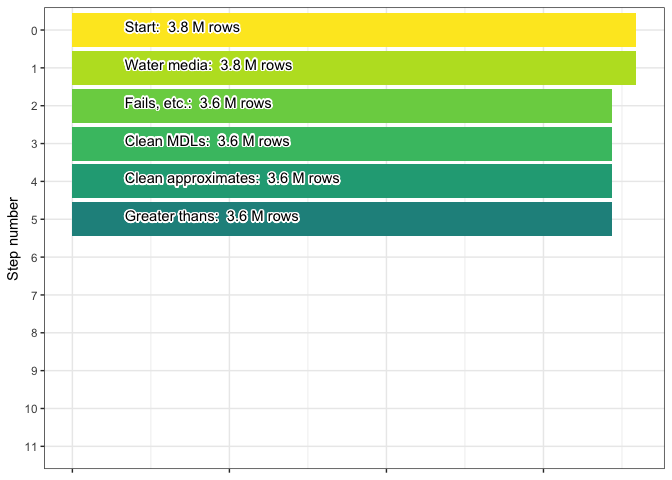 0
Start:  3.8 M rows
1
Water media:  3.8 M rows
2
Fails, etc.:  3.6 M rows
3
Clean MDLs:  3.6 M rows
4
Clean approximates:  3.6 M rows
5
Greater thans:  3.6 M rows
6
7
8
9
10
11
Step number